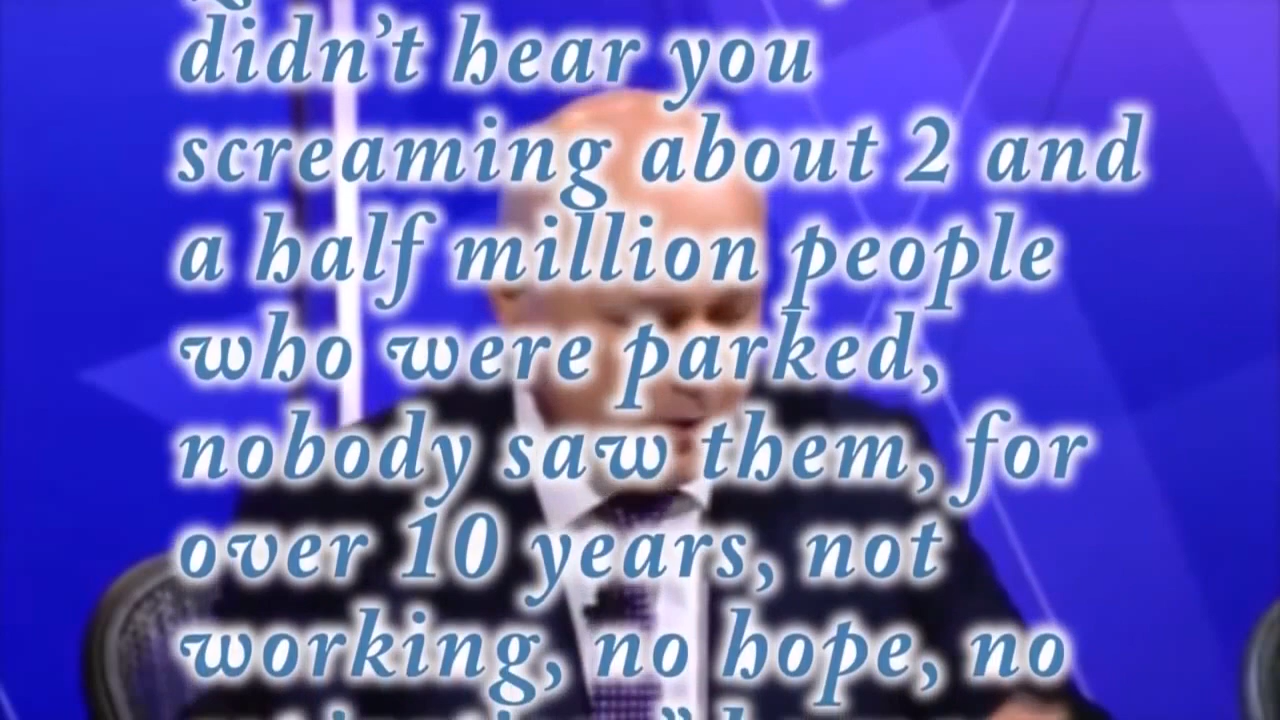 didn't hear you
screaming about 2 and
a half million people
who were parked,
nobody saw them, for
over 10 years, not
working, no hope, no